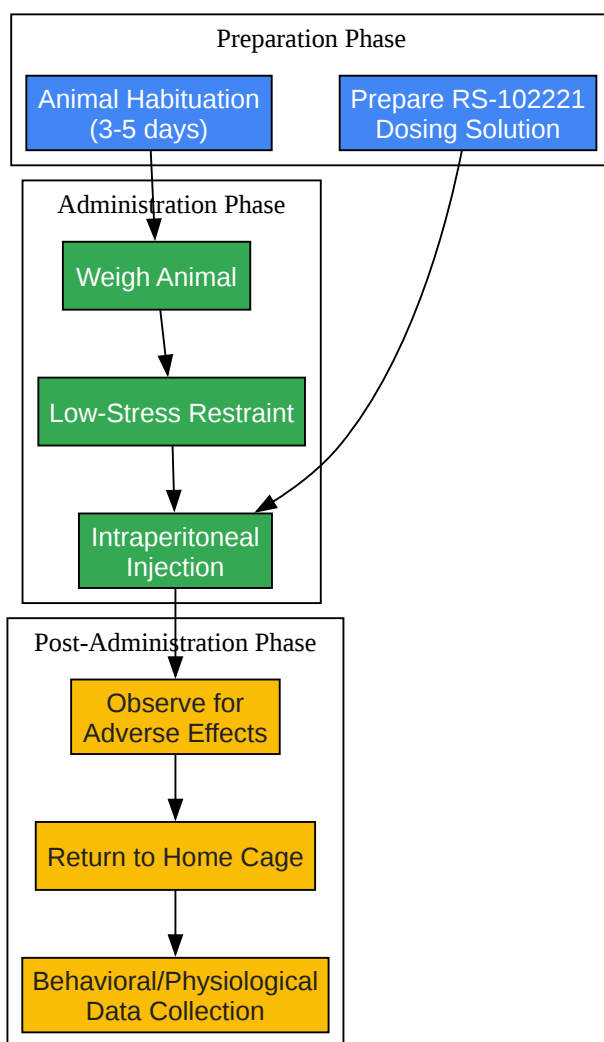 Preparation Phase
Animal Habituation
(3-5 days)
Prepare RS-102221
Dosing Solution
Administration Phase
Weigh Animal
Low-Stress Restraint
Intraperitoneal
Injection
Post-Administration Phase
Observe for
Adverse Effects
Return to Home Cage
Behavioral/Physiological
Data Collection